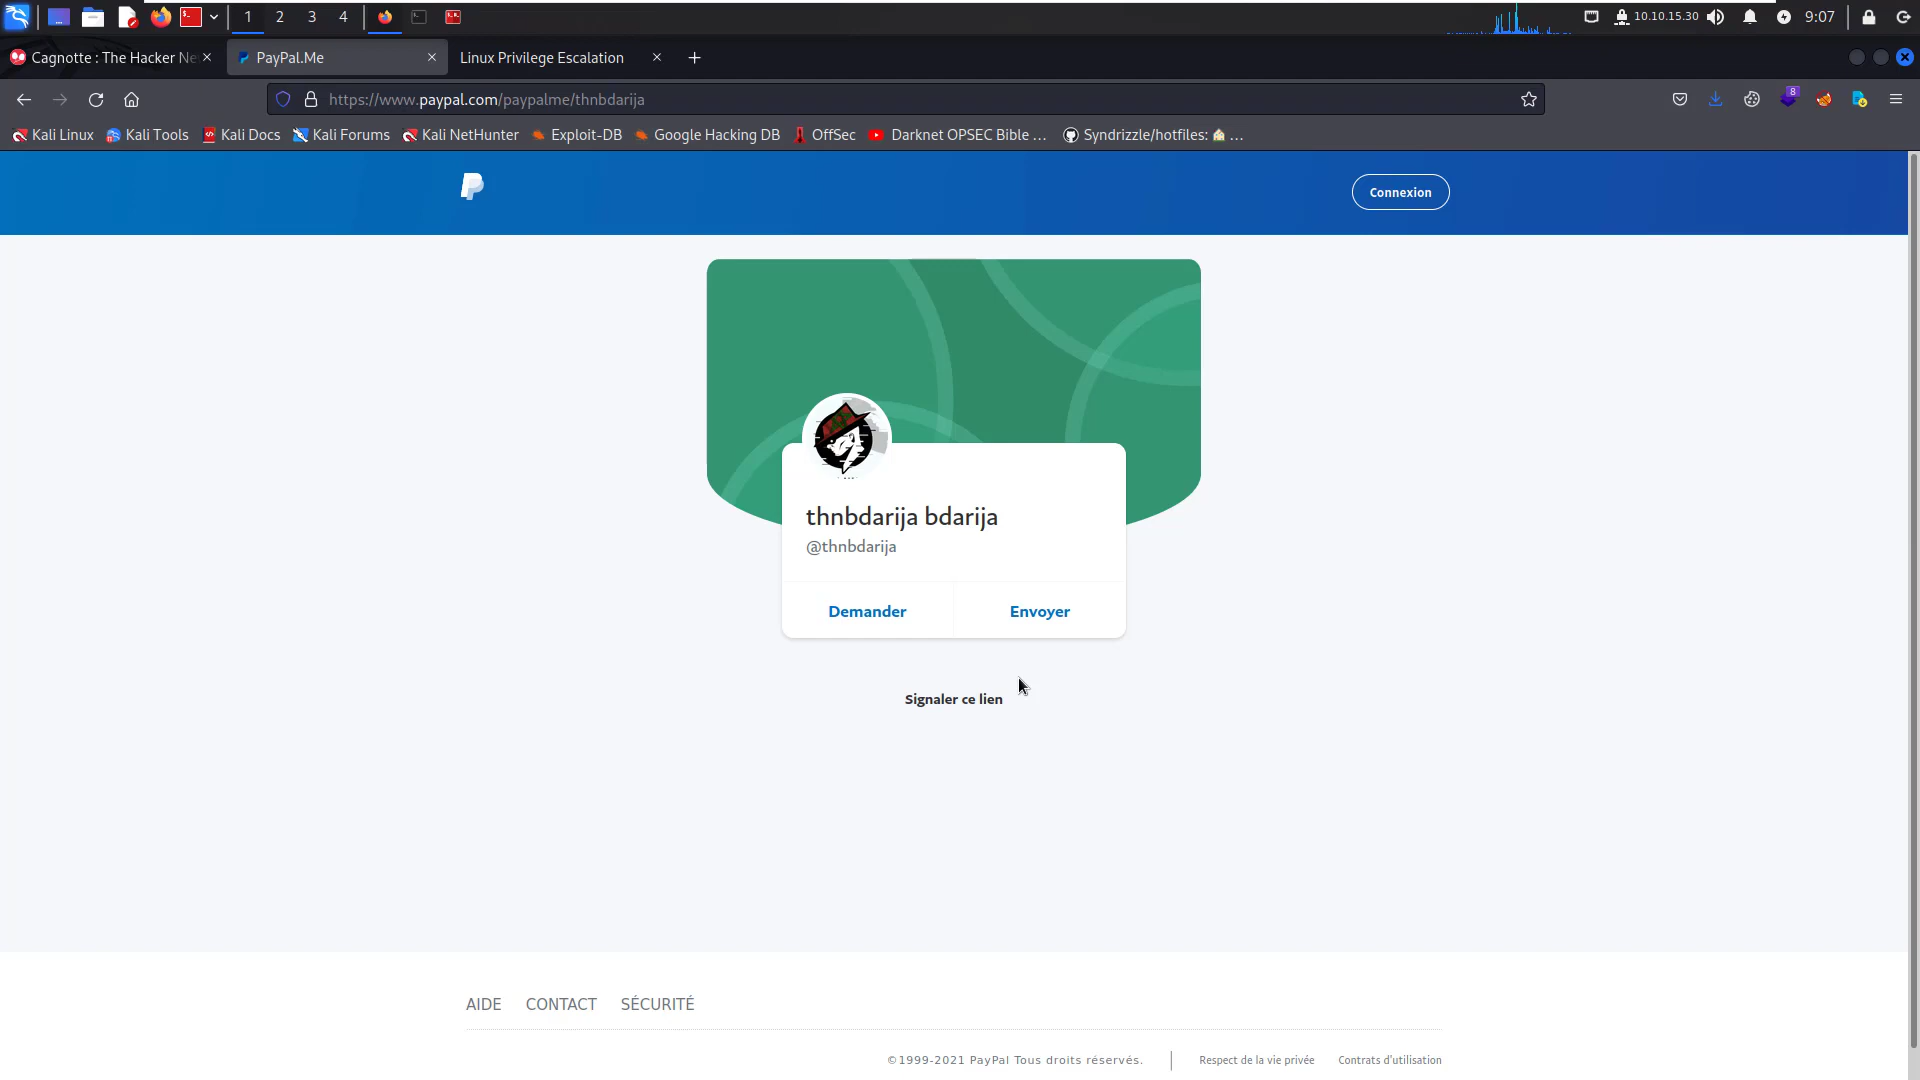 1 2 3 4 10.10.15.30 9:07
Cagnotte : The Hacker Ne PayPal.Me Linux Privilege Escalation
https://www.paypal.com/paypalme/thnbdarija 8
Kali Linux Kali Tools Kali Docs Kali Forums Kali NetHunter Exploit-DB Google Hacking DB OffSec Darknet OPSEC Bible ... Syndrizzle/hotfiles: ...
Connexion
thnbdarija bdarija
@thnbdarija
Demander Envoyer
Signaler ce lien
AIDE CONTACT SÉCURITÉ
©1999-2021 PayPal Tous droits réservés. Respect de la vie privée Contrats d'utilisation